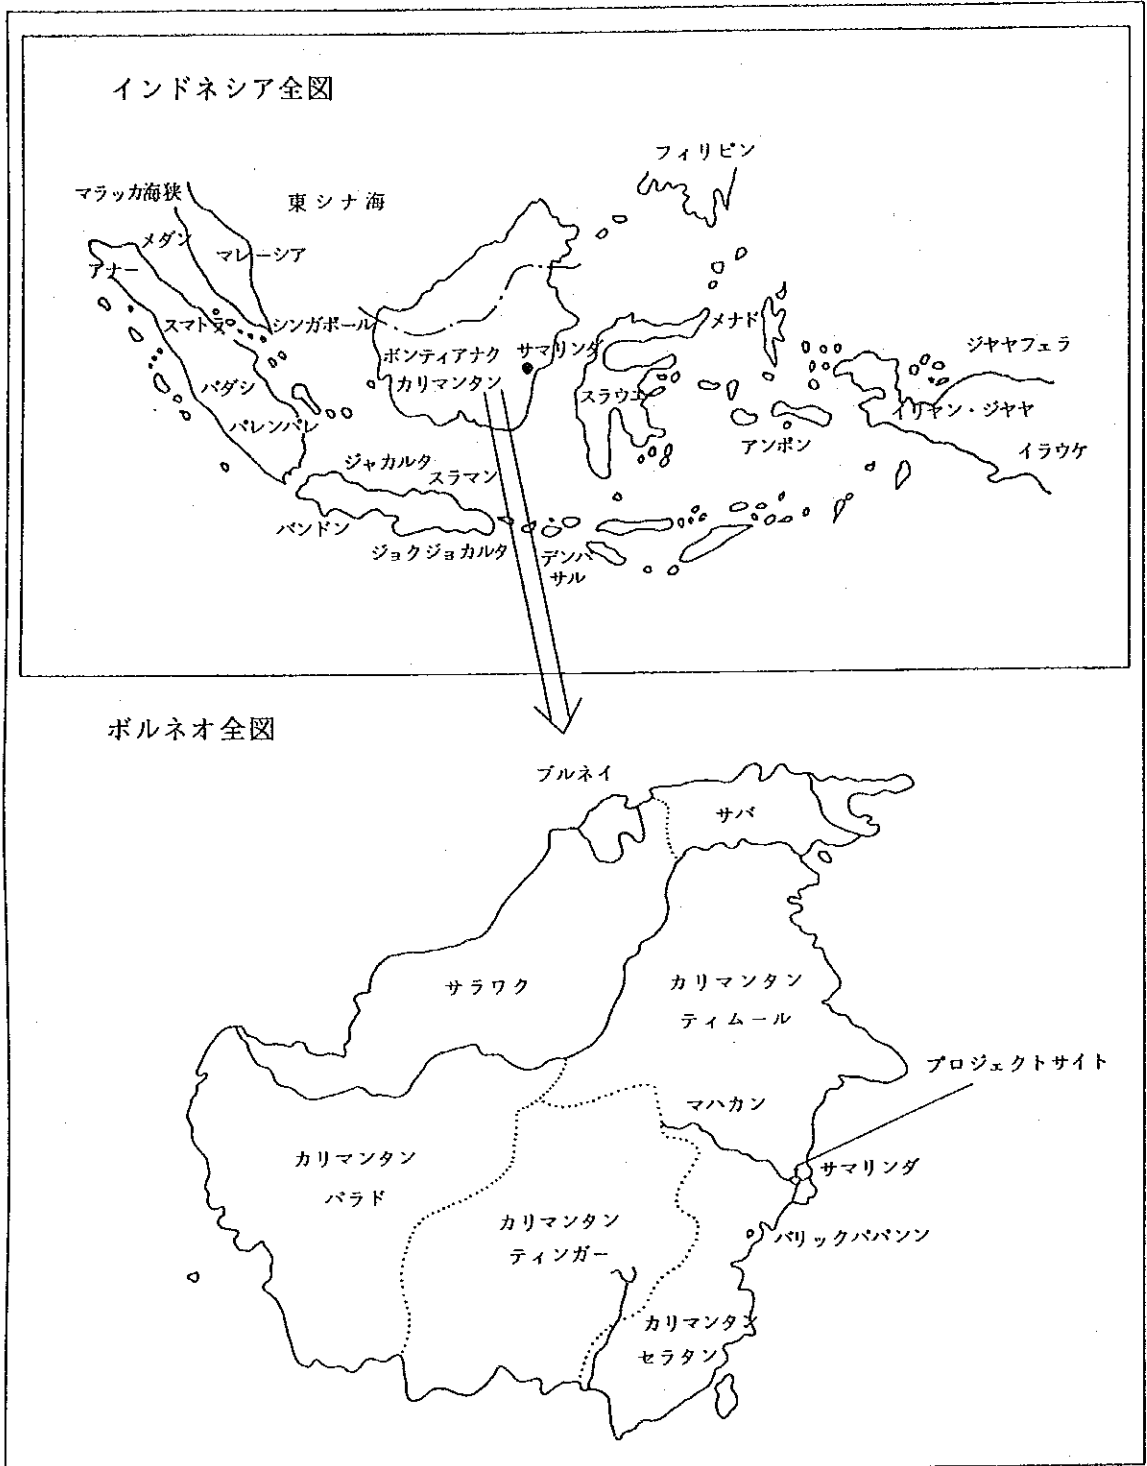 インドネシア全図
フィリピン
マラッカ海狭
東シナ海
メダン
マレーシア
アナー
スマトラ
シンガポール
メナド
ポンティアナク
サマリンダ
ジャヤフェラ
パダシ
カリマンタン
スラウエ
イリヤン・ジャヤ
パレンパレ
アンポン
イラウケ
ジャカルタ
スラマン
バンドン
ジョクジョカルタ
デンパ
サル
ボルネオ全図
ブルネイ
サバ
サラワク
カリマンタン
ティムール
プロジェクトサイト
マハカン
カリマンタン
バラド
サマリンダ
カリマンタン
ティンガー
バリックパパンン
カリマンタン
セラタン